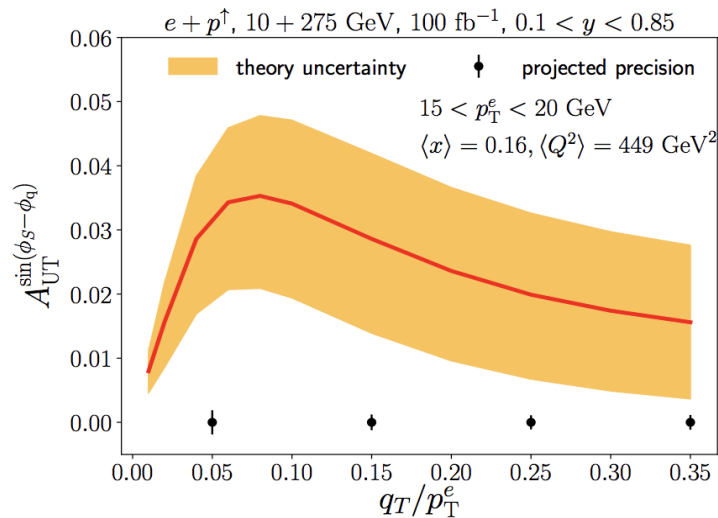 e + p↑, 10 + 275 GeV, 100 fb⁻¹, 0.1 < y < 0.85
theory uncertainty
projected precision
15 < p_T^e < 20 GeV
⟨x⟩ = 0.16, ⟨Q²⟩ = 449 GeV²
A_UT^sin(ϕ_S−ϕ_q)
0.06
0.05
0.04
0.03
0.02
0.01
0.00
0.00 0.05 0.10 0.15 0.20 0.25 0.30 0.35
q_T/p_T^e